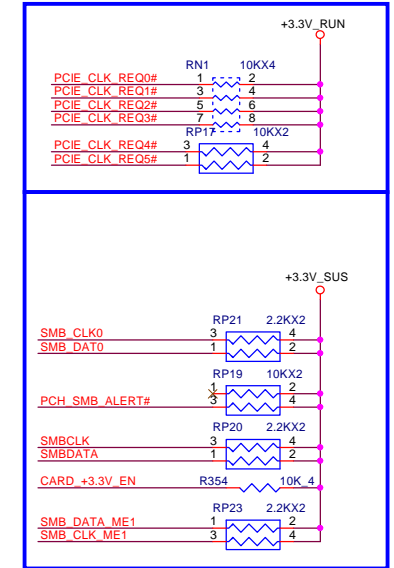 +3.3V_RUN
RN1 10KX4
PCIE_CLK_REQ0# 1 2
PCIE_CLK_REQ1# 3 4
PCIE_CLK_REQ2# 5 6
PCIE_CLK_REQ3# 7 8
RP17 10KX2
PCIE_CLK_REQ4# 3 4
PCIE_CLK_REQ5# 1 2
+3.3V_SUS
RP21 2.2KX2
SMB_CLK0 3 4
SMB_DAT0 1 2
RP19 10KX2
1 2
PCH_SMB_ALERT# 3 4
RP20 2.2KX2
SMBCLK 3 4
SMBDATA 1 2
CARD_+3.3V_EN R354 10K_4
RP23 2.2KX2
SMB_DATA_ME1 1 2
SMB_CLK_ME1 3 4